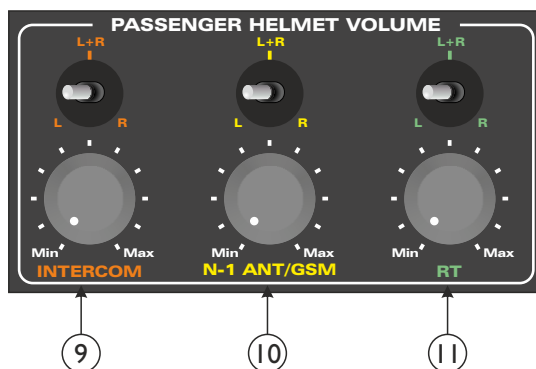 PASSENGER HELMET VOLUME
L+R L+R L+R
L R L R L R
Min Max Min Max Min Max
INTERCOM N-1 ANT/GSM RT
9 10 11